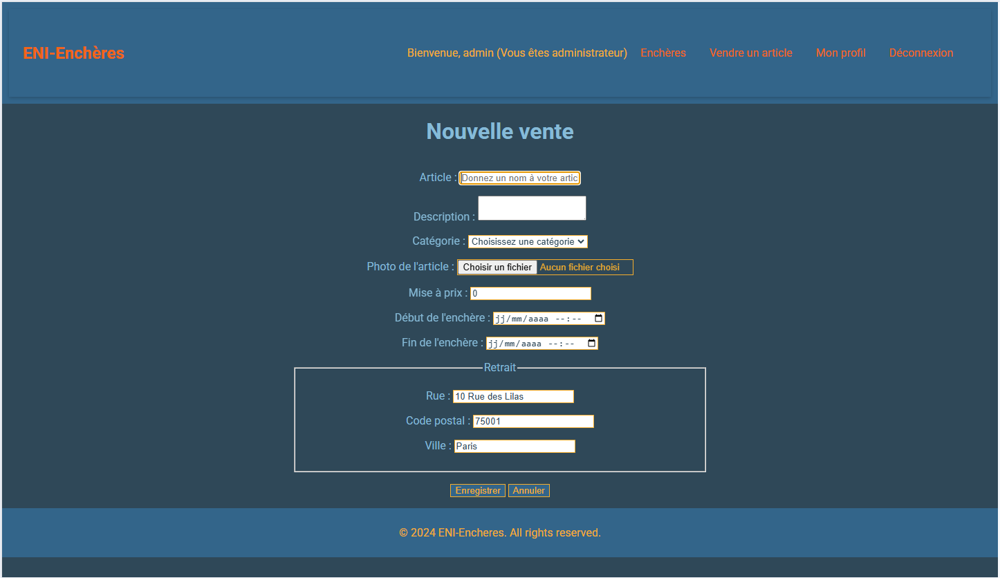 ENI-Enchères
Bienvenue, admin (Vous êtes administrateur) Enchères Vendre un article Mon profil Déconnexion
Nouvelle vente
Article : Donnez un nom à votre artic
Description :
Catégorie : Choisissez une catégorie
Photo de l'article : Choisir un fichier Aucun fichier choisi
Mise à prix : 0
Début de l'enchère : jj/mm/aaaa --:--
Fin de l'enchère : jj/mm/aaaa --:--
Retrait
Rue : 10 Rue des Lilas
Code postal : 75001
Ville : Paris
Enregistrer Annuler
© 2024 ENI-Encheres. All rights reserved.